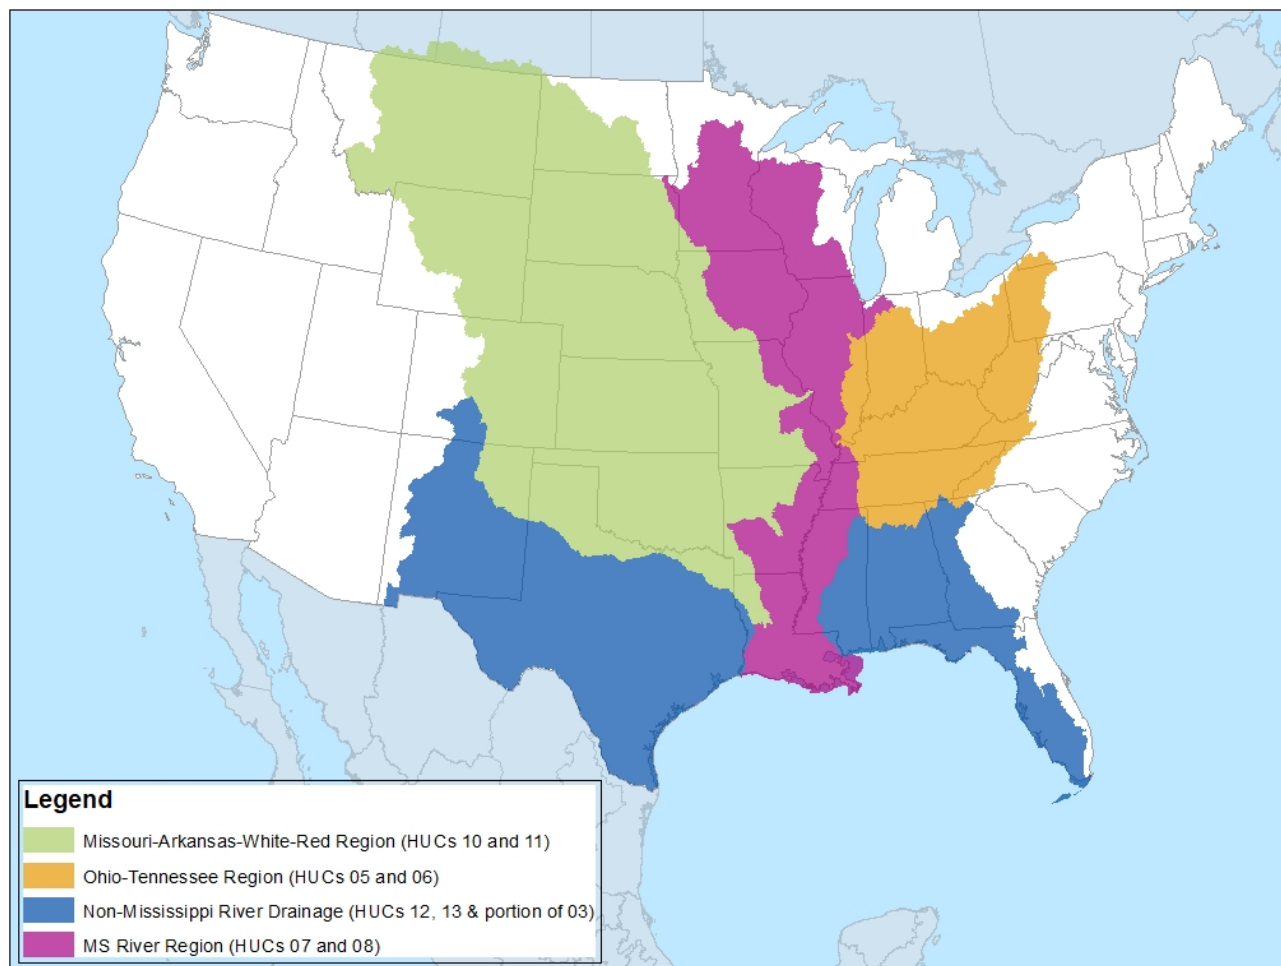 Legend
Missouri-Arkansas-White-Red Region (HUCs 10 and 11)
Ohio-Tennessee Region (HUCs 05 and 06)
Non-Mississippi River Drainage (HUCs 12, 13 & portion of 03)
MS River Region (HUCs 07 and 08)